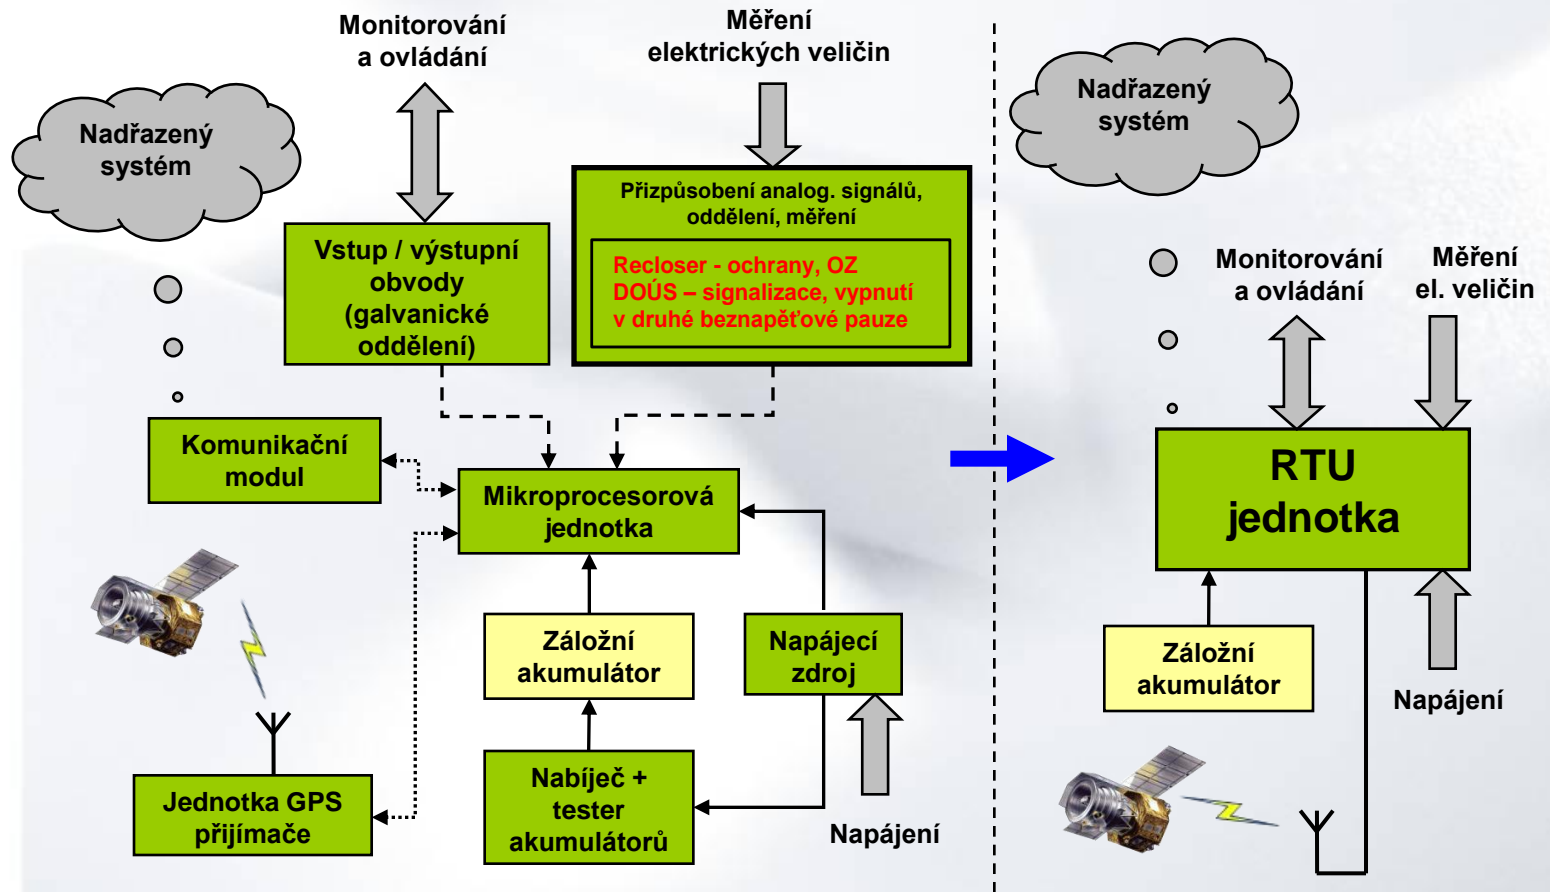 Monitorování
a ovládání
Měření
elektrických veličin
Nadřazený
systém
Přizpůsobení analog. signálů,
oddělení, měření
Recloser - ochrany, OZ
DOÚS – signalizace, vypnutí
v druhé beznapěťové pauze
Vstup / výstupní
obvody
(galvanické
oddělení)
Komunikační
modul
Mikroprocesorová
jednotka
Záložní
akumulátor
Napájecí
zdroj
Nabíječ +
tester
akumulátorů
Jednotka GPS
přijímače
Napájení
Nadřazený
systém
Monitorování
a ovládání
Měření
el. veličin
RTU
jednotka
Záložní
akumulátor
Napájení